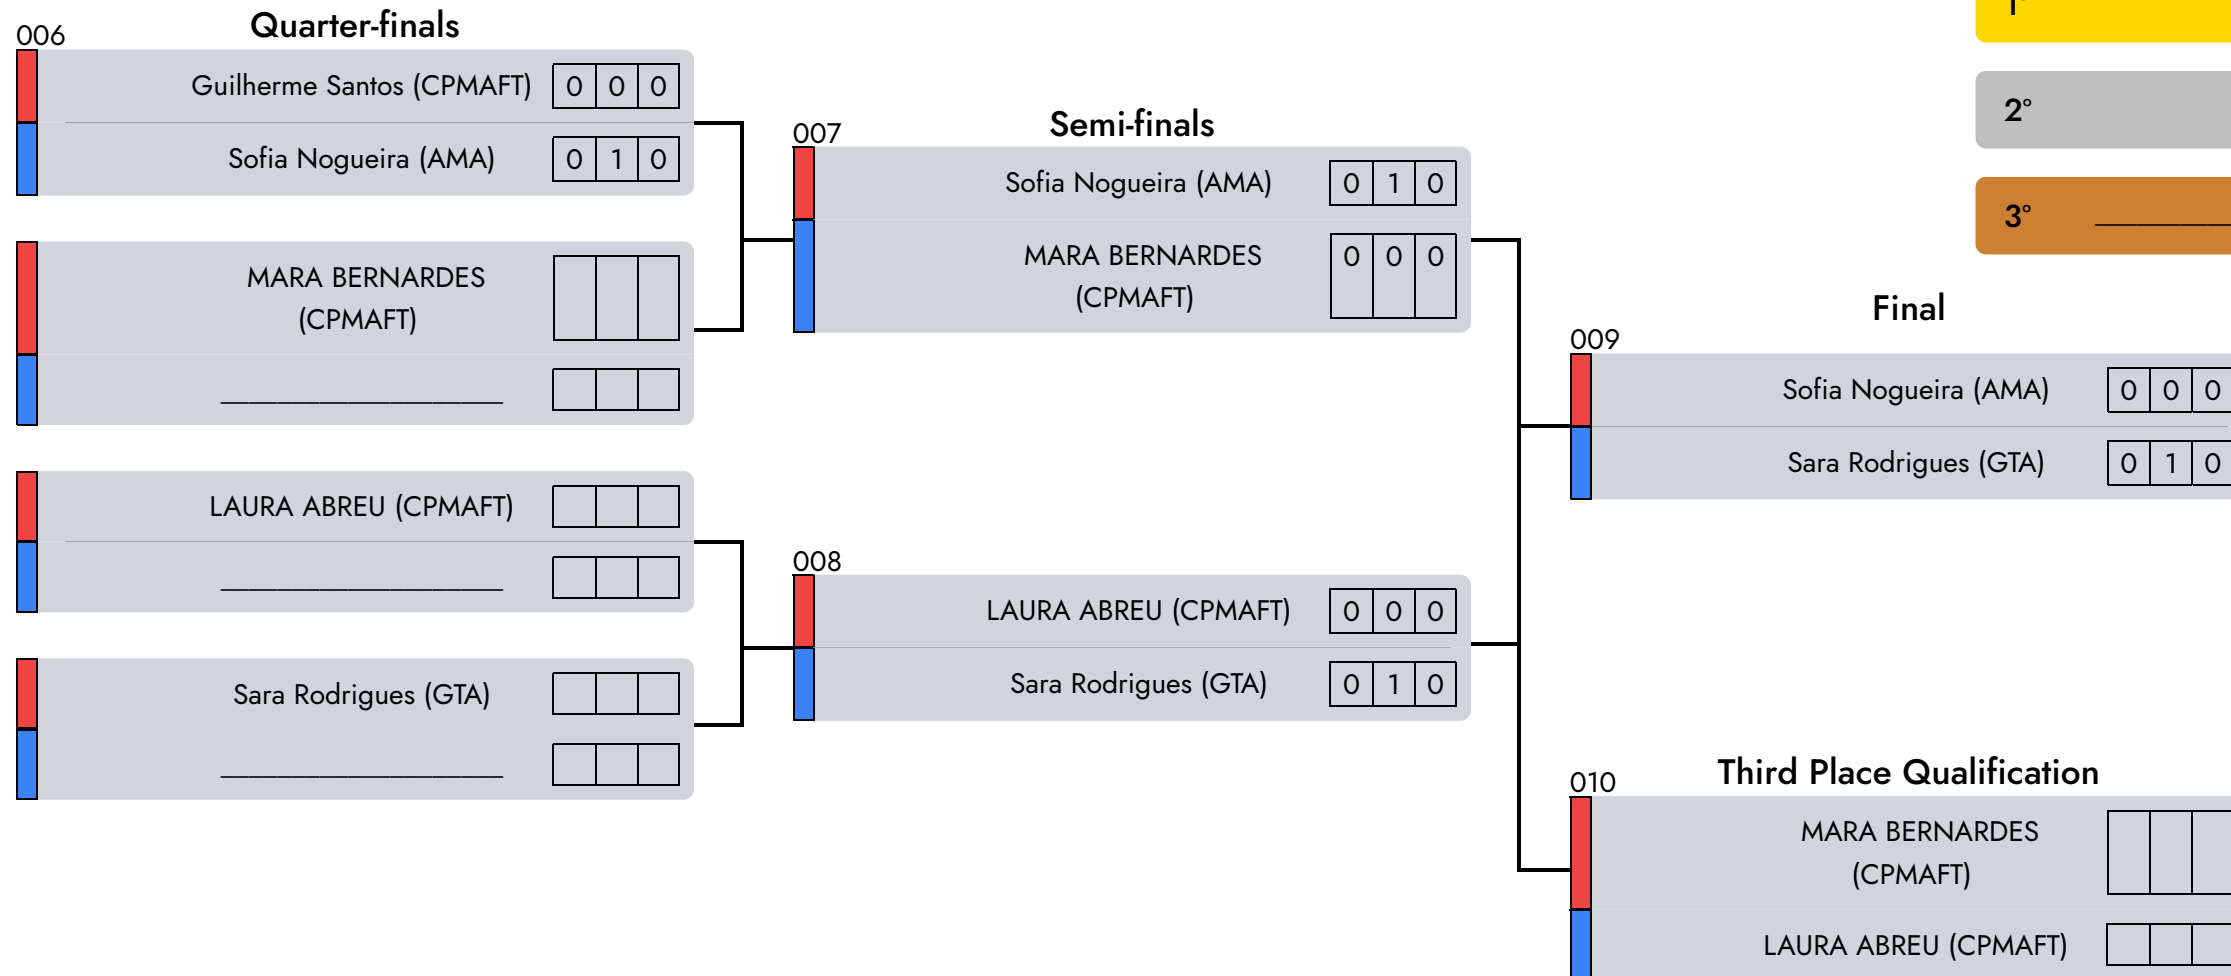 Quarter-finals
006
Guilherme Santos (CPMAFT) 0 0 0
Sofia Nogueira (AMA) 0 1 0
MARA BERNARDES
(CPMAFT)
LAURA ABREU (CPMAFT)
Sara Rodrigues (GTA)
Semi-finals
007
Sofia Nogueira (AMA) 0 1 0
MARA BERNARDES 0 0 0
(CPMAFT)
008
LAURA ABREU (CPMAFT) 0 0 0
Sara Rodrigues (GTA) 0 1 0
1°
2°
3°
Final
009
Sofia Nogueira (AMA) 0 0 0
Sara Rodrigues (GTA) 0 1 0
Third Place Qualification
010
MARA BERNARDES
(CPMAFT)
LAURA ABREU (CPMAFT)